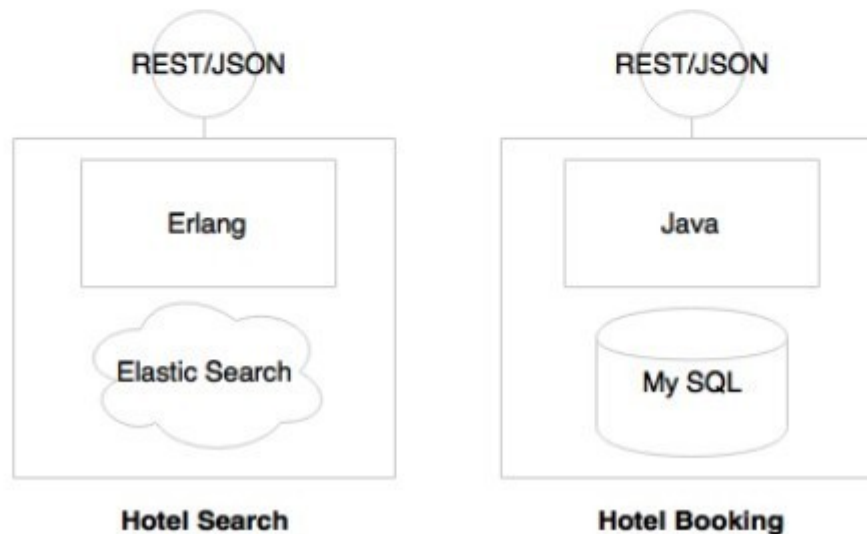 REST/JSON
REST/JSON
Erlang
Java
Elastic Search
My SQL
Hotel Search
Hotel Booking